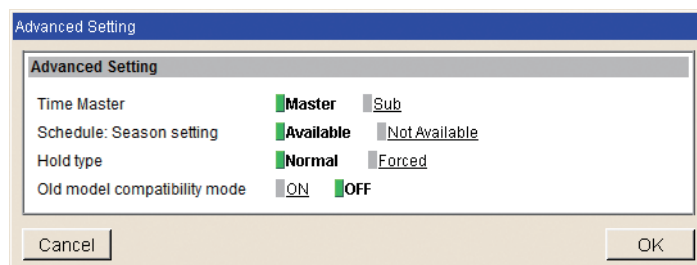 Advanced Setting
Advanced Setting
Time Master Master Sub
Schedule: Season setting Available Not Available
Hold type Normal Forced
Old model compatibility mode ON OFF
Cancel OK